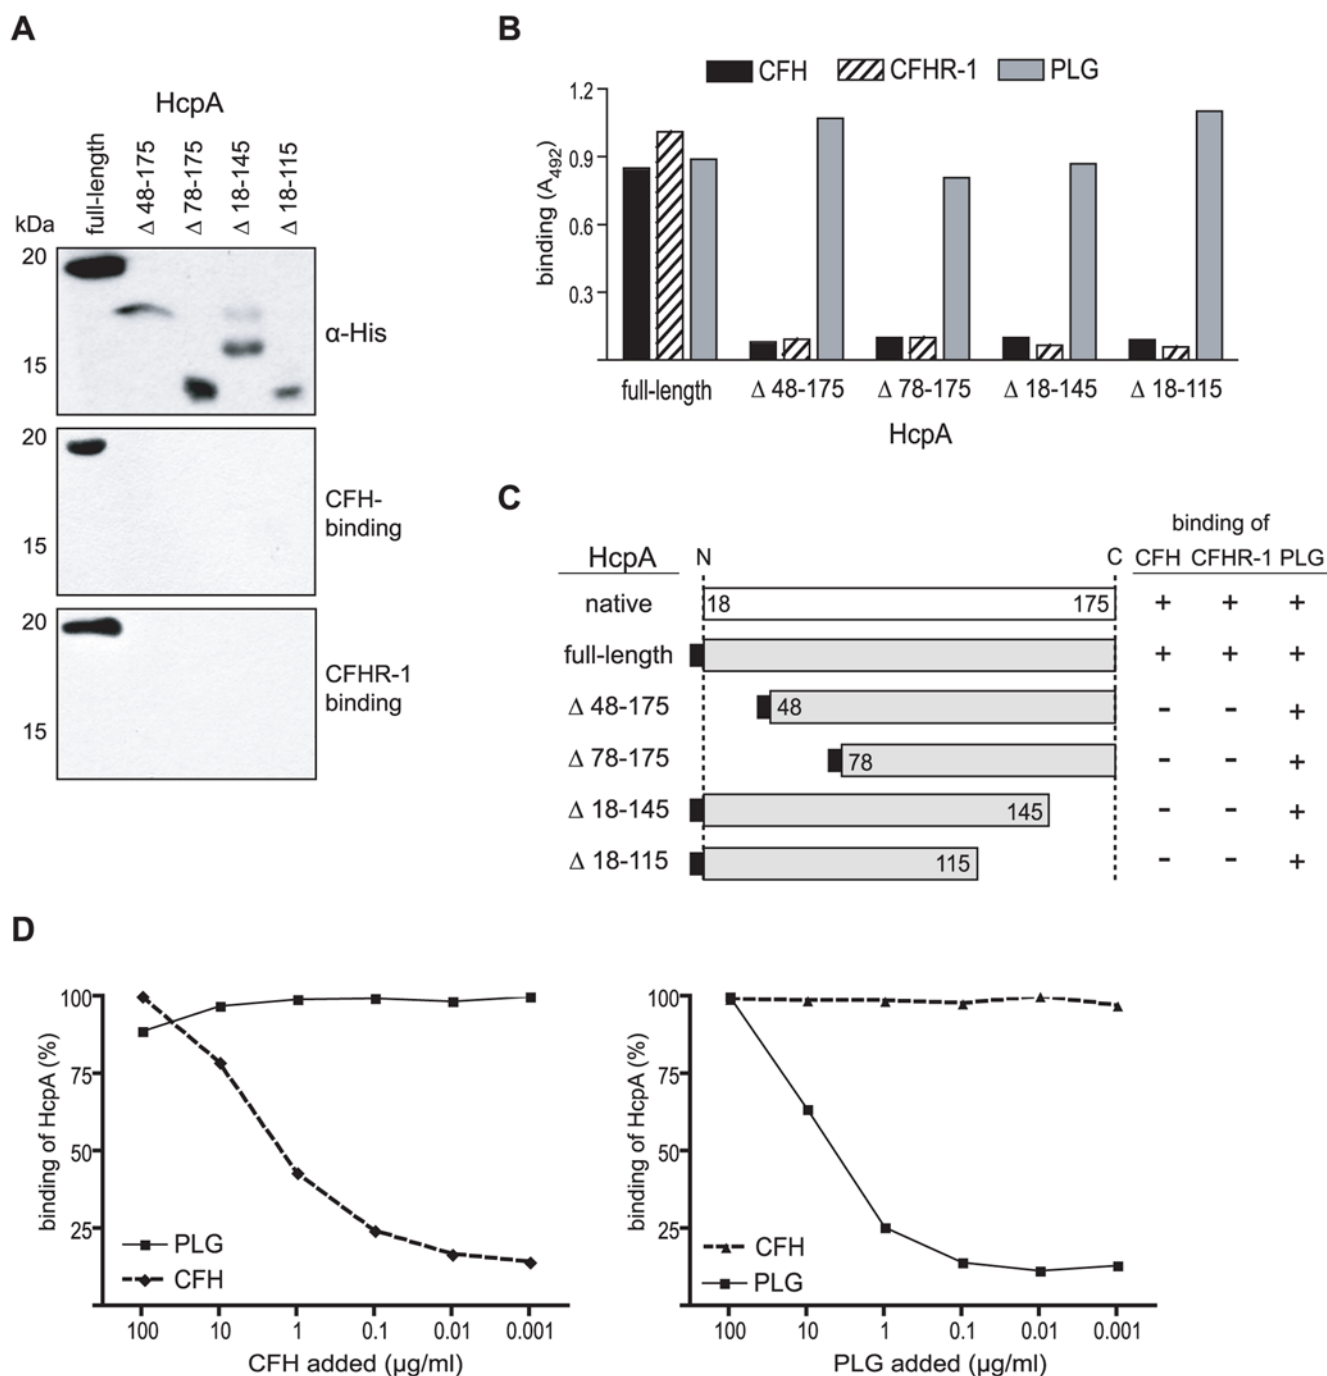 A
HcpA
full-length
Δ 48-175
Δ 78-175
Δ 18-145
Δ 18-115
kDa
20
15
α-His
20
15
CFH-
binding
20
15
CFHR-1
binding
B
CFH CFHR-1 PLG
binding (A492)
1.2
0.9
0.6
0.3
full-length Δ 48-175 Δ 78-175 Δ 18-145 Δ 18-115
HcpA
C
binding of
HcpA N C CFH CFHR-1 PLG
native 18 175 + + +
full-length + + +
Δ 48-175 48 - - +
Δ 78-175 78 - - +
Δ 18-145 145 - - +
Δ 18-115 115 - - +
D
binding of HcpA (%)
100
75
50
25
PLG
CFH
100 10 1 0.1 0.01 0.001
CFH added (µg/ml)
binding of HcpA (%)
100
75
50
25
CFH
PLG
100 10 1 0.1 0.01 0.001
PLG added (µg/ml)